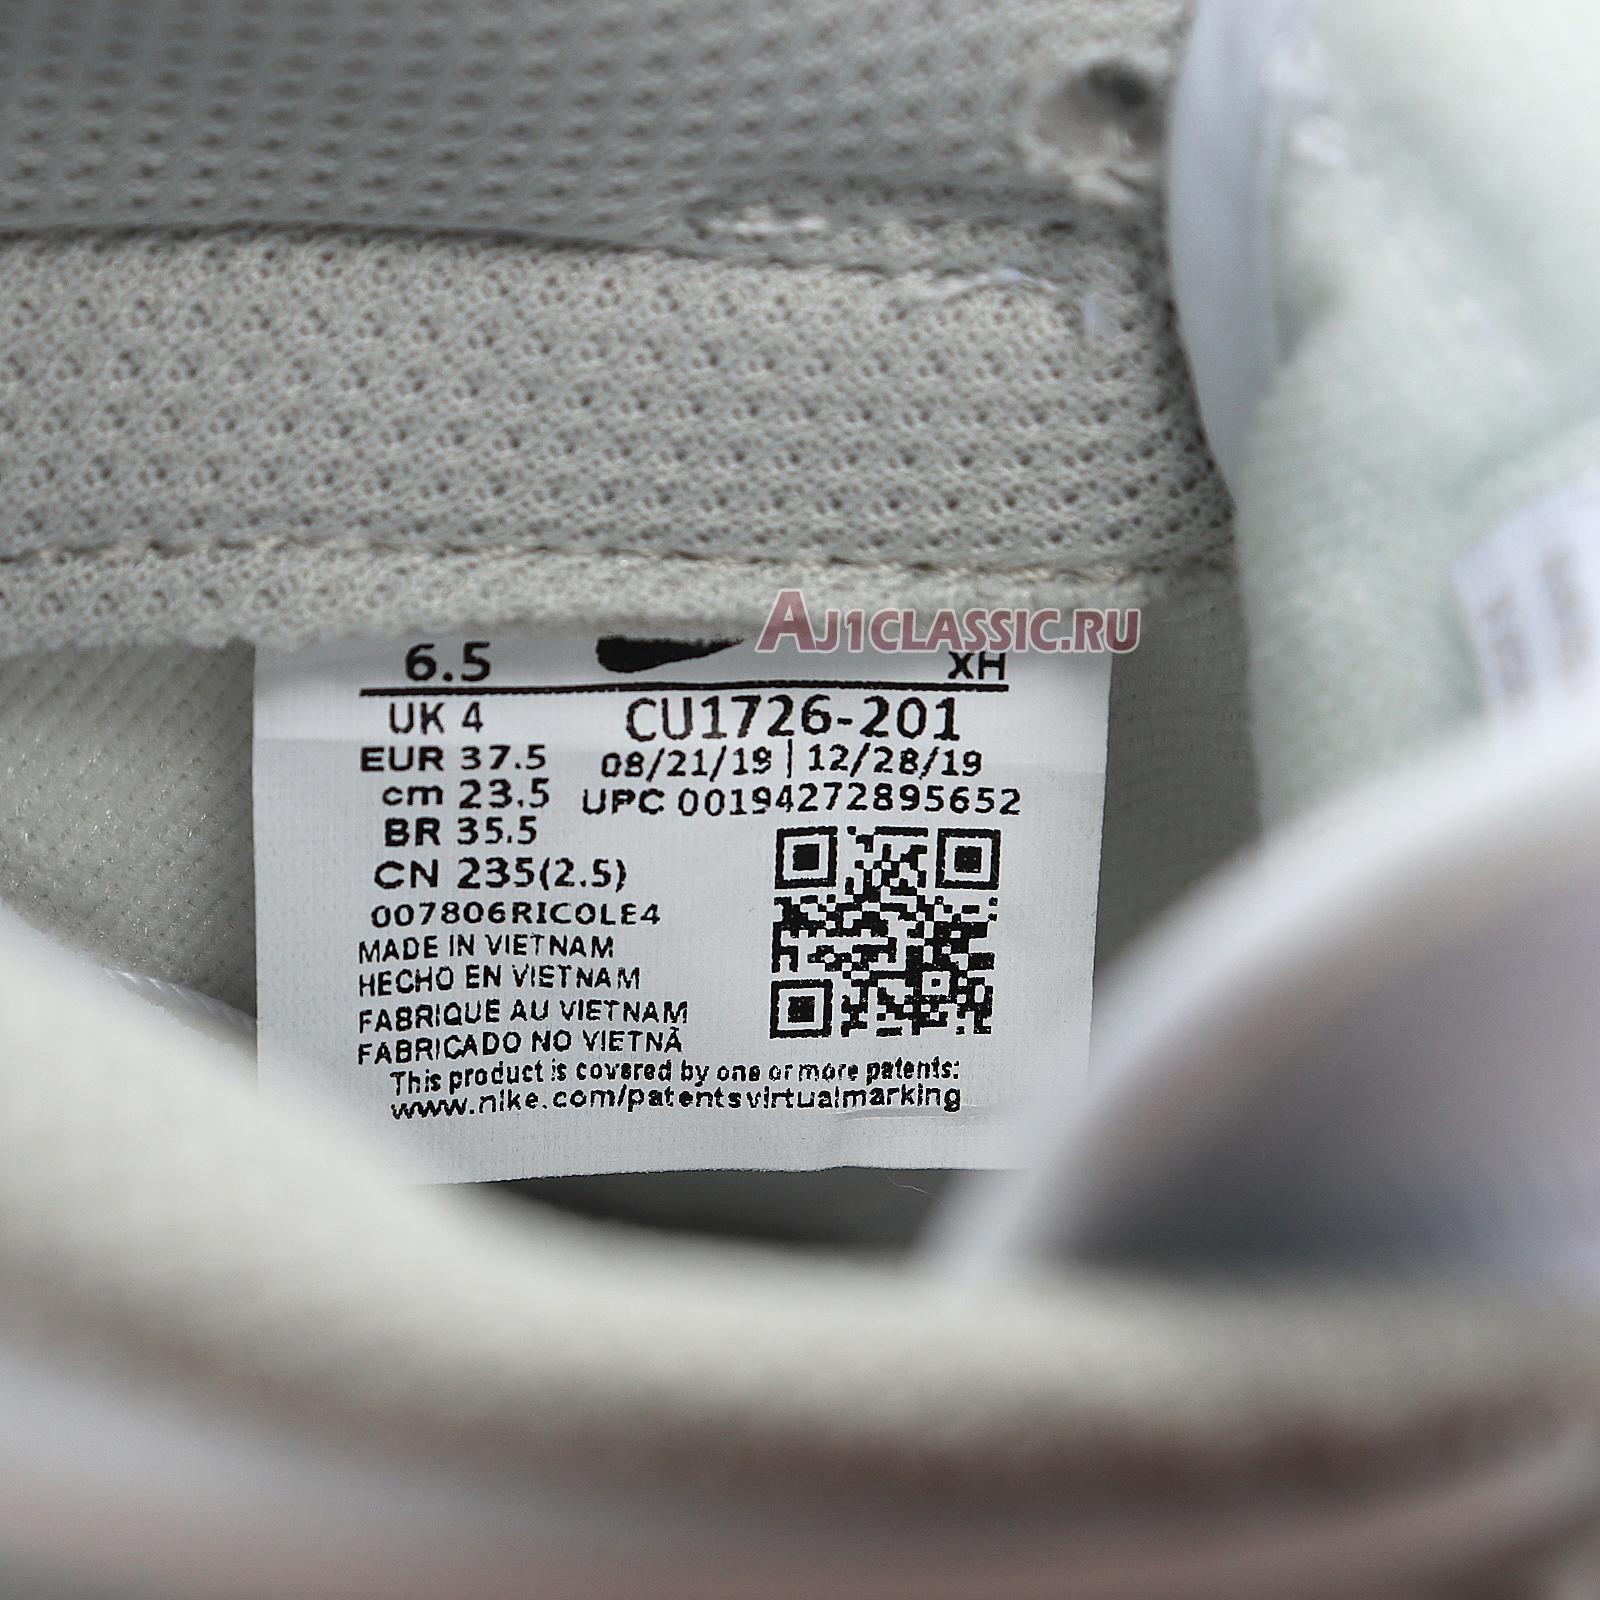 AJ1CLASSIC.RU
6.5 XH
UK 4 CU1726-201
EUR 37.5 08/21/19 | 12/28/19
cm 23.5 UPC 00194272895652
BR 35.5
CN 235(2.5)
007806RICOLE4
MADE IN VIETNAM
HECHO EN VIETNAM
FABRIQUE AU VIETNAM
FABRICADO NO VIETNÃ
This product is covered by one or more patents:
www.nike.com/patentsvirtualmarking